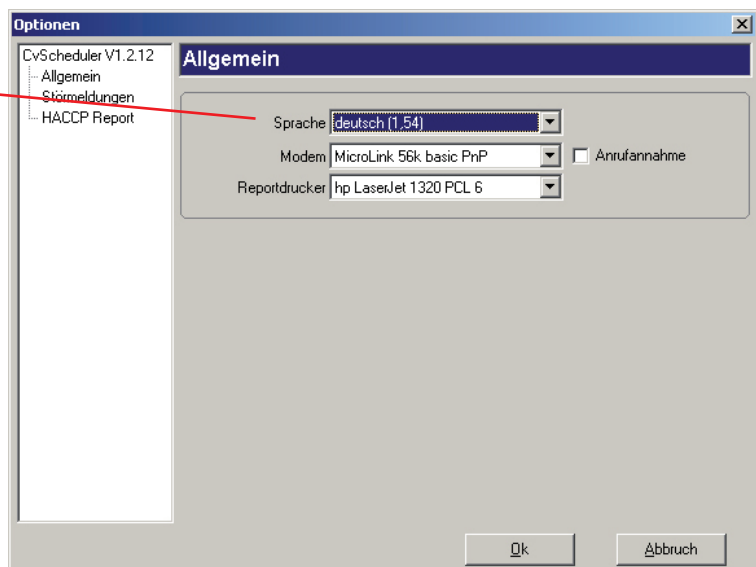 Optionen
CvScheduler V1.2.12
Allgemein
Störmeldungen
HACCP Report
Allgemein
Sprache deutsch (1,54)
Modem MicroLink 56k basic PnP Anrufannahme
Reportdrucker hp LaserJet 1320 PCL 6
Ok Abbruch